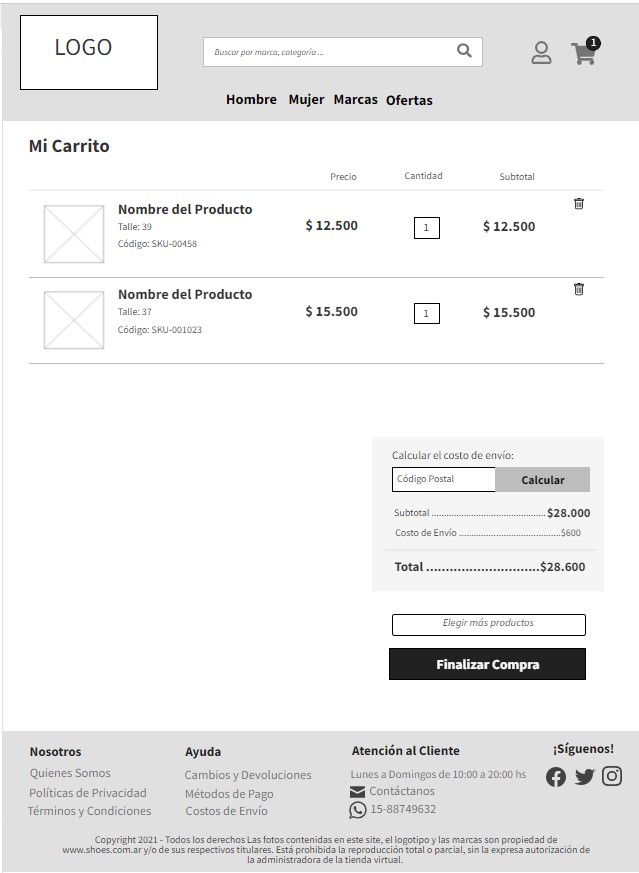 LOGO
Buscar por marca, categoría ...
1
Hombre Mujer Marcas Ofertas
Mi Carrito
Precio Cantidad Subtotal
Nombre del Producto
Talle: 39
Código: SKU-00458
$ 12.500 1 $ 12.500
Nombre del Producto
Talle: 37
Código: SKU-001023
$ 15.500 1 $ 15.500
Calcular el costo de envío:
Código Postal Calcular
Subtotal ............................................$28.000
Costo de Envío .......................................$600
Total ............................$28.600
Elegir más productos
Finalizar Compra
Nosotros
Quienes Somos
Políticas de Privacidad
Términos y Condiciones
Ayuda
Cambios y Devoluciones
Métodos de Pago
Costos de Envío
Atención al Cliente
Lunes a Domingos de 10:00 a 20:00 hs
Contáctanos
15-88749632
¡Síguenos!
Copyright 2021 - Todos los derechos Las fotos contenidas en este site, el logotipo y las marcas son propiedad de
www.shoes.com.ar y/o de sus respectivos titulares. Está prohibida la reproducción total o parcial, sin la expresa autorización de
la administradora de la tienda virtual.